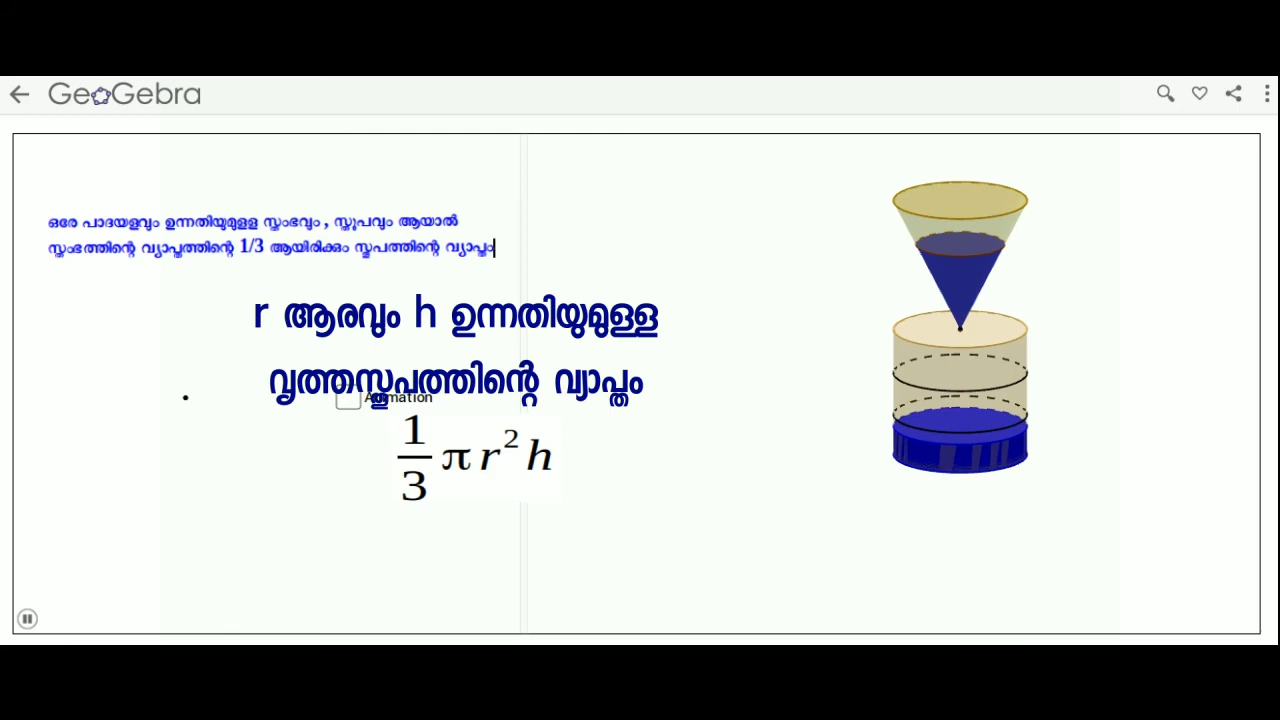 GeoGebra
ഒരേ പാദയളവും ഉന്നതിയുമുളള സ്തംഭവും , സ്തൂപവും ആയാൽ
സ്തംഭത്തിന്റെ വ്യാപ്തത്തിന്റെ 1/3 ആയിരിക്കും സ്തൂപത്തിന്റെ വ്യാപ്തം
r ആരവും h ഉന്നതിയുമുള്ള
വൃത്തസ്തൂപത്തിന്റെ വ്യാപ്തം
Animation
1/3 π r² h